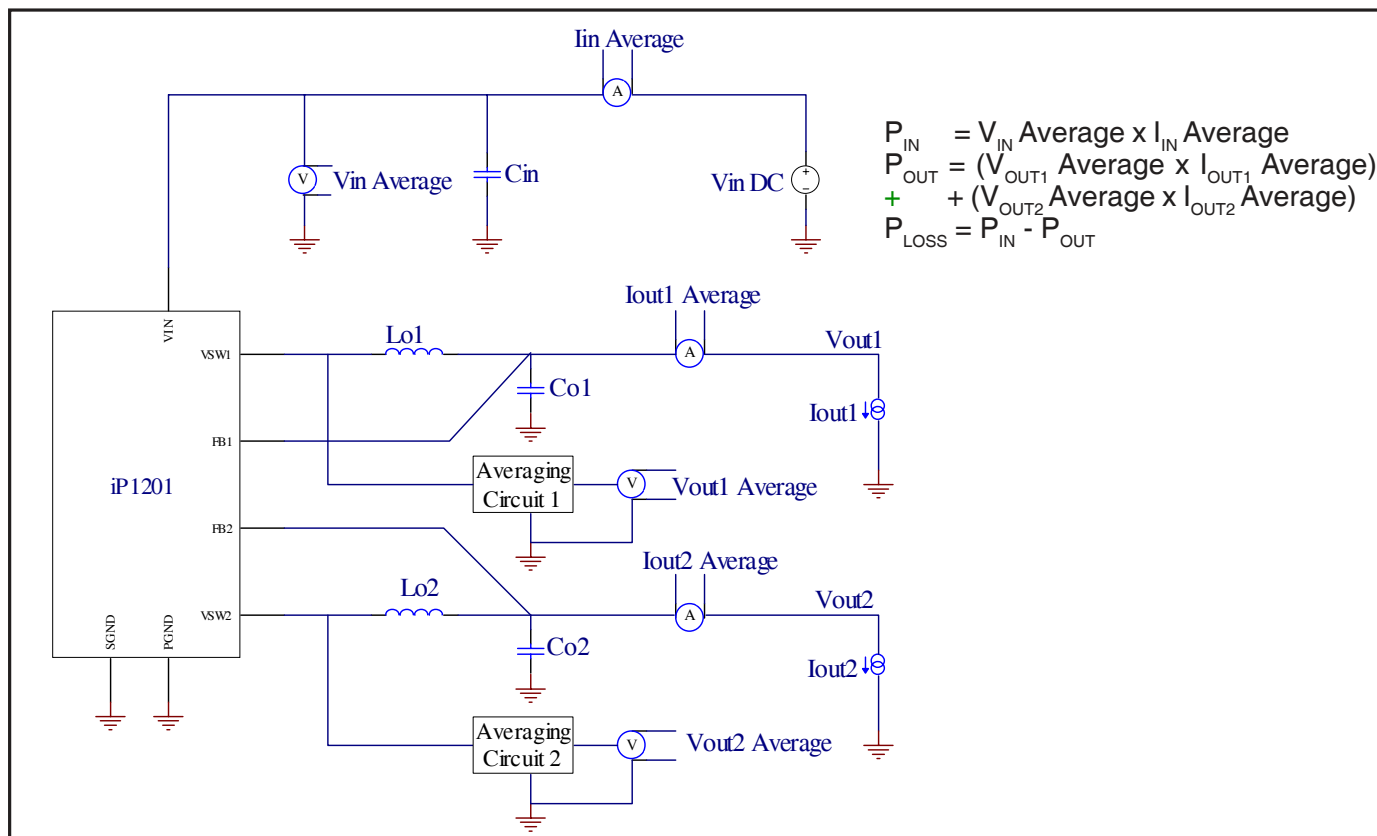 Iin Average
A
V
Vin Average
Cin
Vin DC
+
−
P_IN = V_IN Average x I_IN Average
P_OUT = (V_OUT1 Average x I_OUT1 Average)
+ + (V_OUT2 Average x I_OUT2 Average)
P_LOSS = P_IN - P_OUT
VIN
Iout1 Average
Lo1
VSW1
A
Vout1
Co1
Iout1
FB1
iP1201
Averaging
Circuit 1
V
Vout1 Average
FB2
Iout2 Average
Lo2
VSW2
A
Vout2
SGND
PGND
Co2
Iout2
Averaging
Circuit 2
V
Vout2 Average